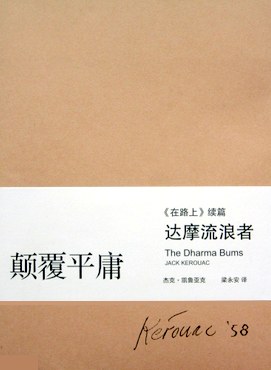 《在路上》续篇
达摩流浪者
The Dharma Bums
JACK KEROUAC
颠覆平庸
杰克·凯鲁亚克 梁永安 译
Kerouac '58